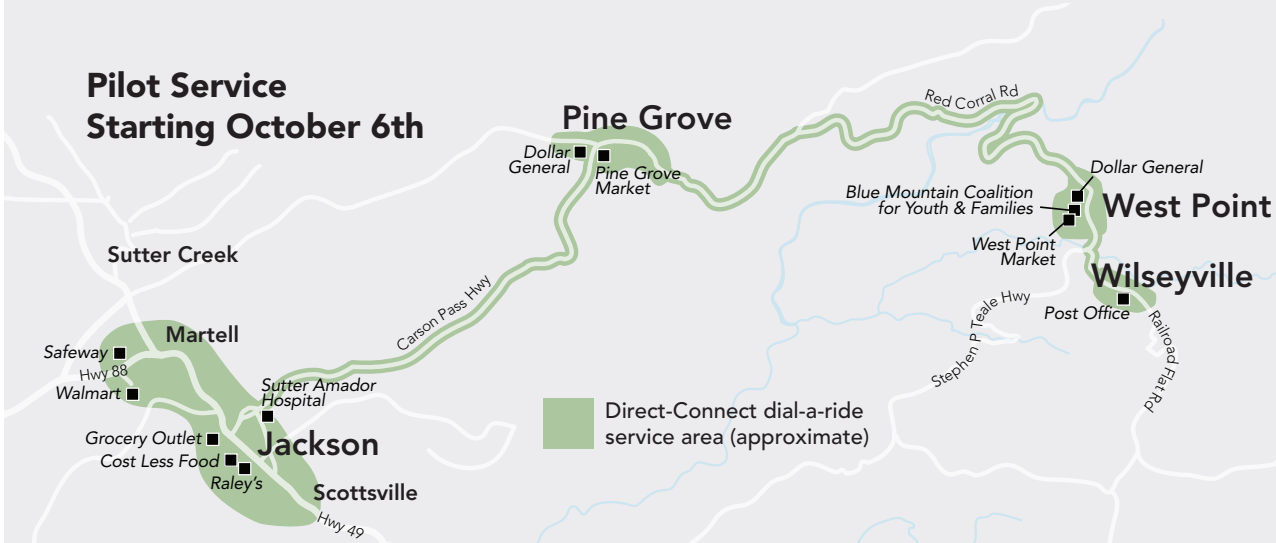 Pilot Service
Starting October 6th
Pine Grove
Dollar
General
Pine Grove
Market
Red Corral Rd
Dollar General
Blue Mountain Coalition
for Youth & Families
West Point
West Point
Market
Wilseyville
Post Office
Stephen P Teale Hwy
Railroad Flat Rd
Sutter Creek
Carson Pass Hwy
Martell
Safeway
Hwy 88
Walmart
Sutter Amador
Hospital
Grocery Outlet
Jackson
Cost Less Food
Raley's
Scottsville
Hwy 49
Direct-Connect dial-a-ride
service area (approximate)